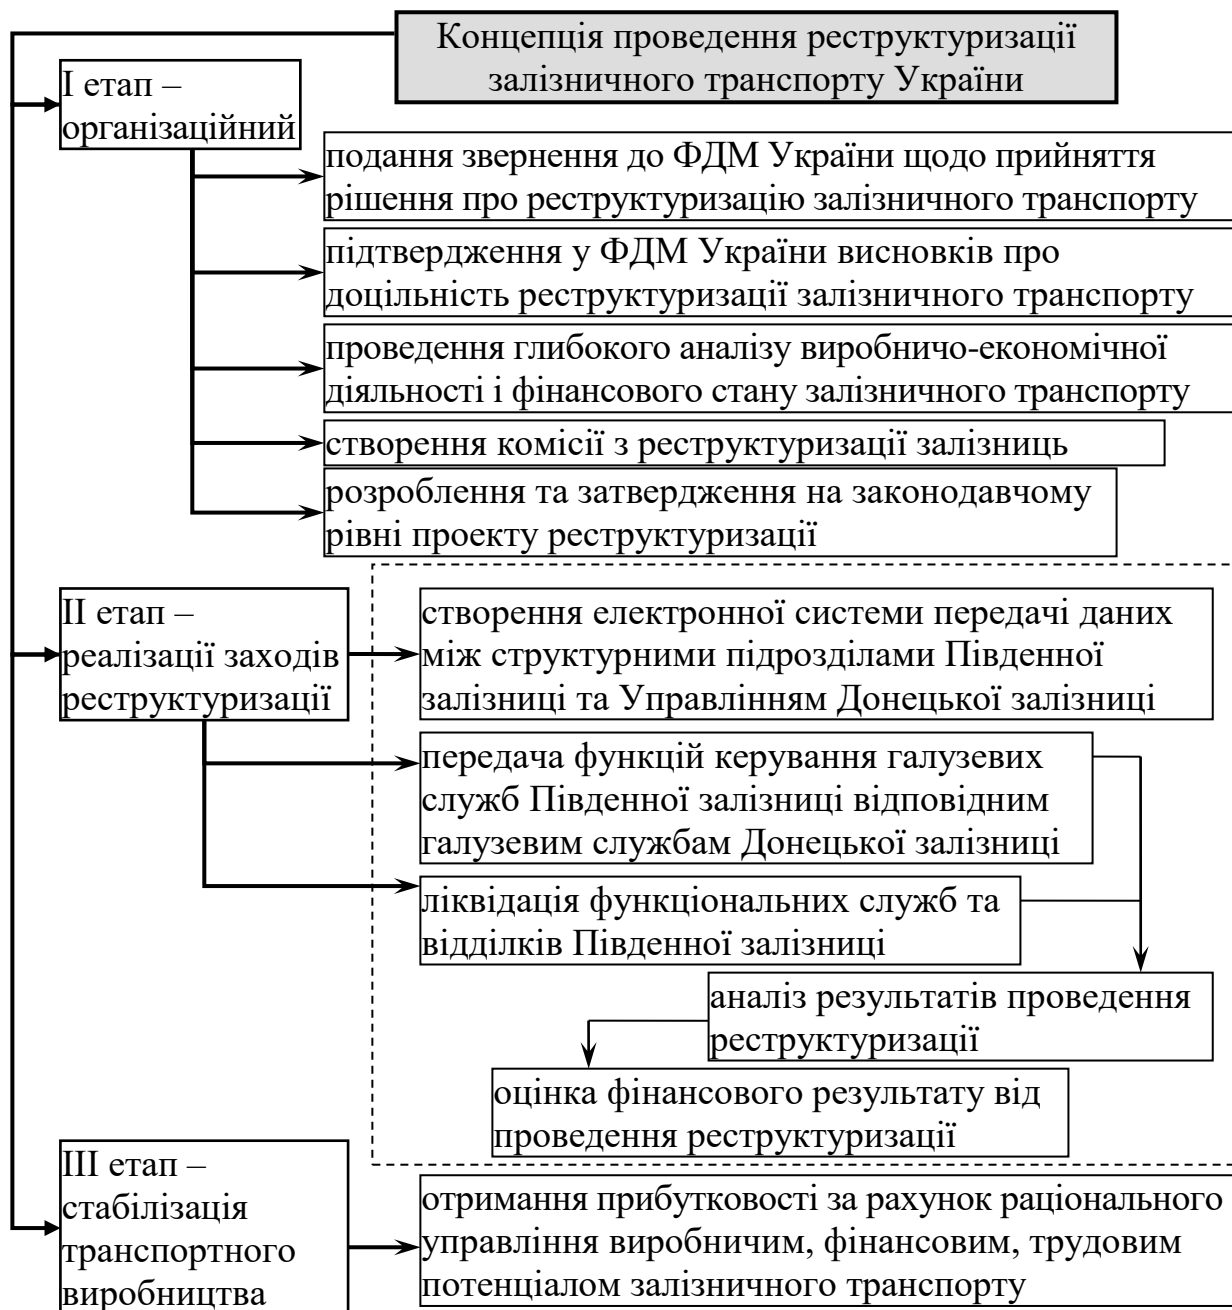 Концепція проведення реструктуризації
залізничного транспорту України
І етап –
організаційний
подання звернення до ФДМ України щодо прийняття
рішення про реструктуризацію залізничного транспорту
підтвердження у ФДМ України висновків про
доцільність реструктуризації залізничного транспорту
проведення глибокого аналізу виробничо-економічної
діяльності і фінансового стану залізничного транспорту
створення комісії з реструктуризації залізниць
розроблення та затвердження на законодавчому
рівні проекту реструктуризації
ІІ етап –
реалізації заходів
реструктуризації
створення електронної системи передачі даних
між структурними підрозділами Південної
залізниці та Управлінням Донецької залізниці
передача функцій керування галузевих
служб Південної залізниці відповідним
галузевим службам Донецької залізниці
ліквідація функціональних служб та
відділків Південної залізниці
аналіз результатів проведення
реструктуризації
оцінка фінансового результату від
проведення реструктуризації
ІІІ етап –
стабілізація
транспортного
виробництва
отримання прибутковості за рахунок раціонального
управління виробничим, фінансовим, трудовим
потенціалом залізничного транспорту